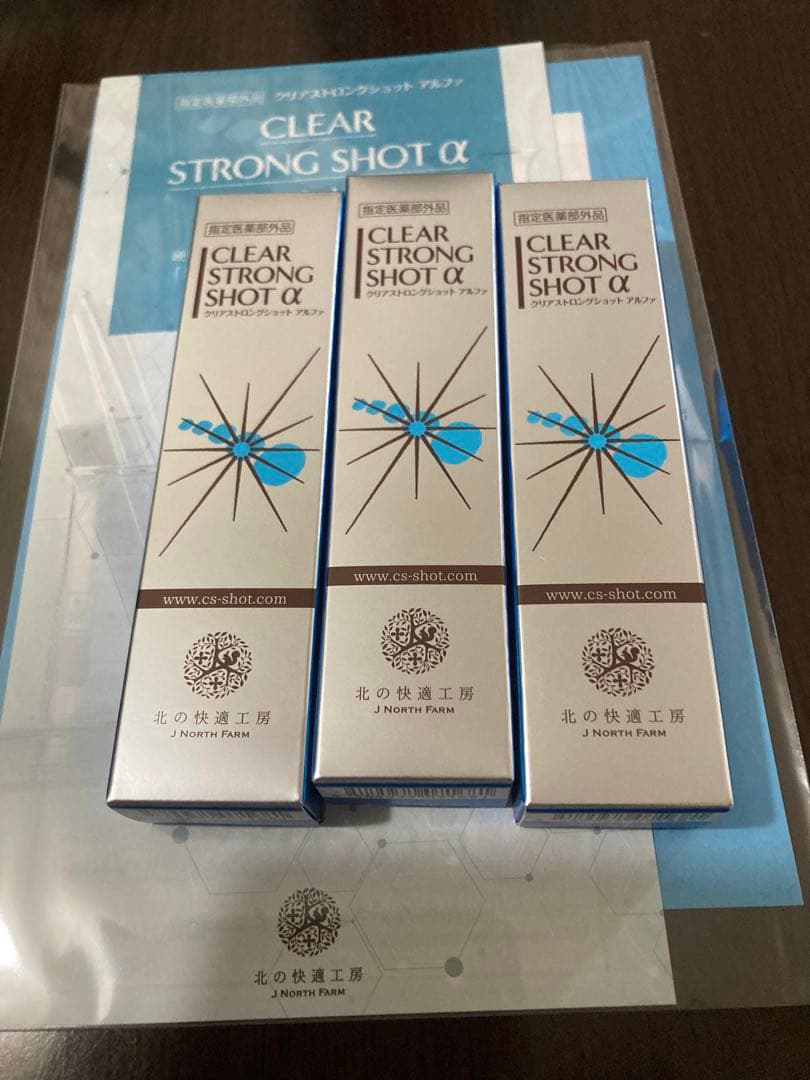 指定医薬部外品 クリアストロングショット アルファ
CLEAR
STRONG SHOT α
指定医薬部外品
CLEAR
STRONG
SHOT α
クリアストロングショット アルファ
www.cs-shot.com
北の快適工房
J NORTH FARM
指定医薬部外品
CLEAR
STRONG
SHOT α
クリアストロングショット アルファ
www.cs-shot.com
北の快適工房
J NORTH FARM
指定医薬部外品
CLEAR
STRONG
SHOT α
クリアストロングショット アルファ
www.cs-shot.com
北の快適工房
J NORTH FARM
北の快適工房
J NORTH FARM